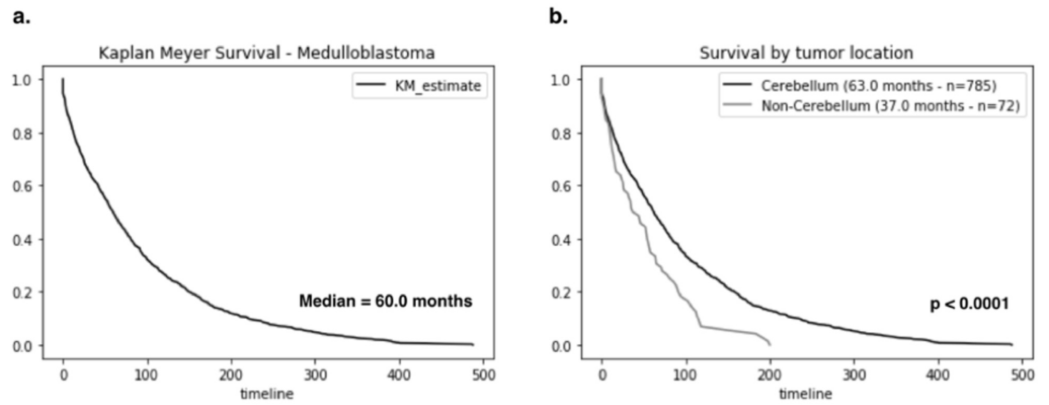 a.
Kaplan Meyer Survival - Medulloblastoma
1.0
0.8
0.6
0.4
0.2
0.0
KM_estimate
Median = 60.0 months
0 100 200 300 400 500
timeline
b.
Survival by tumor location
1.0
0.8
0.6
0.4
0.2
0.0
Cerebellum (63.0 months - n=785)
Non-Cerebellum (37.0 months - n=72)
p < 0.0001
0 100 200 300 400 500
timeline